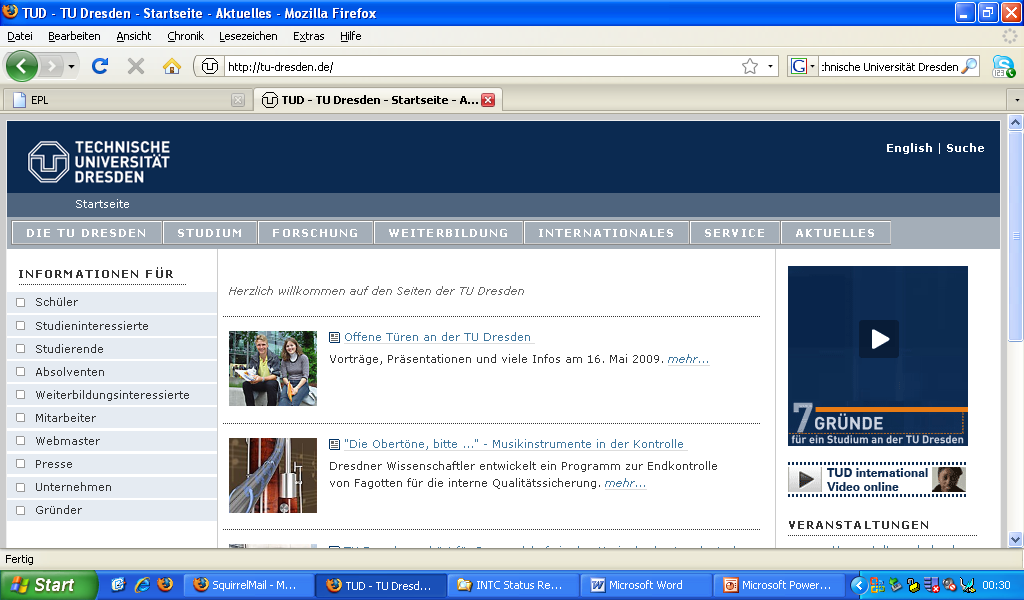 TUD - TU Dresden - Startseite - Aktuelles - Mozilla Firefox
Datei Bearbeiten Ansicht Chronik Lesezeichen Extras Hilfe
http://tu-dresden.de/
:hnische Universität Dresden
EPL
TUD - TU Dresden - Startseite - A...
TECHNISCHE
UNIVERSITÄT
DRESDEN
English | Suche
Startseite
DIE TU DRESDEN STUDIUM FORSCHUNG WEITERBILDUNG INTERNATIONALES SERVICE AKTUELLES
INFORMATIONEN FÜR
Schüler
Studieninteressierte
Studierende
Absolventen
Weiterbildungsinteressierte
Mitarbeiter
Webmaster
Presse
Unternehmen
Gründer
Herzlich willkommen auf den Seiten der TU Dresden
Offene Türen an der TU Dresden
Vorträge, Präsentationen und viele Infos am 16. Mai 2009. mehr...
"Die Obertöne, bitte ..." - Musikinstrumente in der Kontrolle
Dresdner Wissenschaftler entwickelt ein Programm zur Endkontrolle
von Fagotten für die interne Qualitätssicherung. mehr...
7 GRÜNDE
für ein Studium an der TU Dresden
TUD international
Video online
VERANSTALTUNGEN
Fertig
Start
SquirrelMail - M...
TUD - TU Dresd...
INTC Status Re...
Microsoft Word
Microsoft Power...
00:30